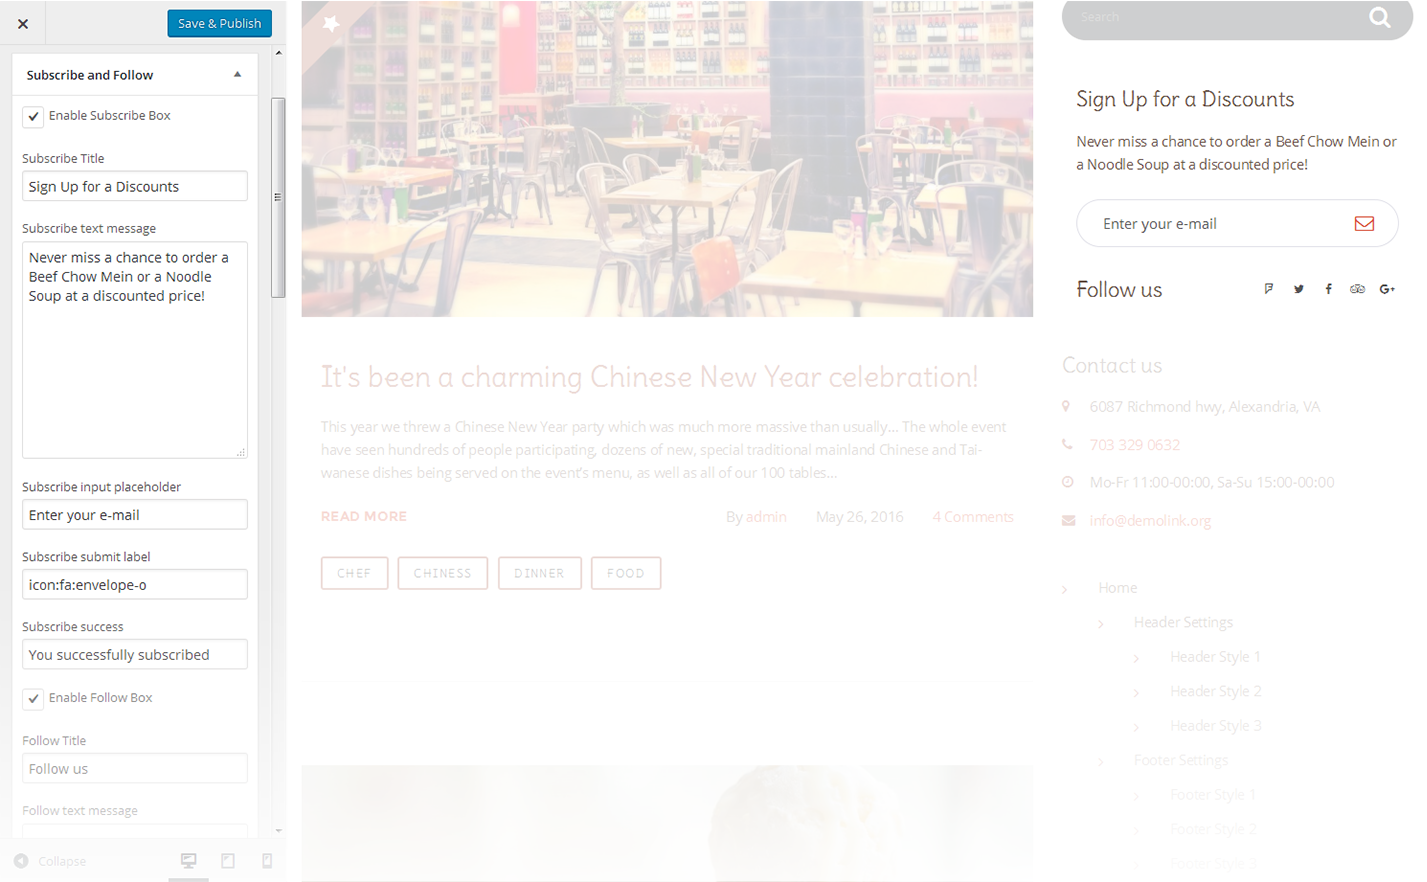 Save & Publish
Subscribe and Follow
Enable Subscribe Box
Subscribe Title
Sign Up for a Discounts
Subscribe text message
Never miss a chance to order a
Beef Chow Mein or a Noodle
Soup at a discounted price!
Subscribe input placeholder
Enter your e-mail
Subscribe submit label
icon:fa:envelope-o
Subscribe success
You successfully subscribed
Enable Follow Box
Follow Title
Follow us
Follow text message
Collapse
It's been a charming Chinese New Year celebration!
This year we threw a Chinese New Year party which was much more massive than usually... The whole event
have seen hundreds of people participating, dozens of new, special traditional mainland Chinese and Tai-
wanese dishes being served on the event's menu, as well as all of our 100 tables...
READ MORE
By admin
May 26, 2016
4 Comments
CHEF
CHINESS
DINNER
FOOD
Search
Sign Up for a Discounts
Never miss a chance to order a Beef Chow Mein or
a Noodle Soup at a discounted price!
Enter your e-mail
Follow us
G+
Contact us
6087 Richmond hwy, Alexandria, VA
703 329 0632
Mo-Fr 11:00-00:00, Sa-Su 15:00-00:00
info@demolink.org
Home
Header Settings
Header Style 1
Header Style 2
Header Style 3
Footer Settings
Footer Style 1
Footer Style 2
Footer Style 3